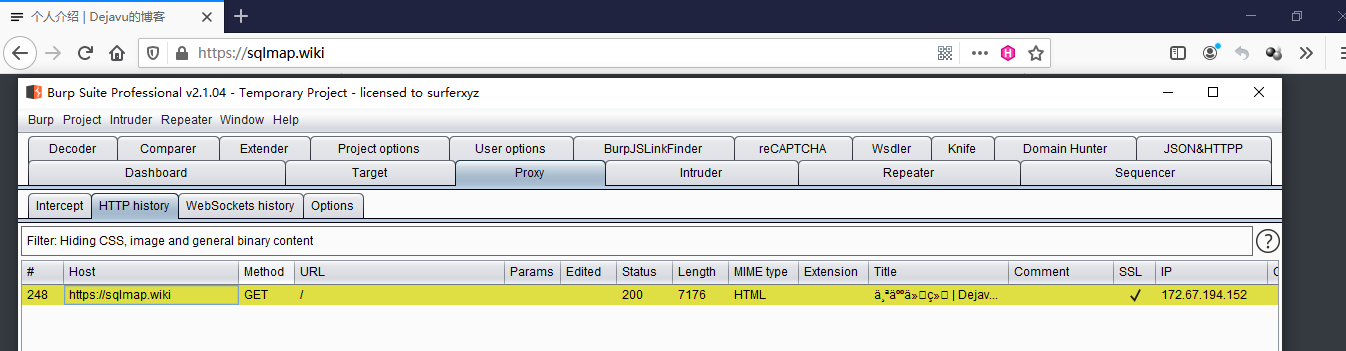 个人介绍 | Dejavu的博客
https://sqlmap.wiki
Burp Suite Professional v2.1.04 - Temporary Project - licensed to surferxyz
Burp Project Intruder Repeater Window Help
Decoder Comparer Extender Project options User options BurpJSLinkFinder reCAPTCHA Wsdler Knife Domain Hunter JSON&HTTPP
Dashboard Target Proxy Intruder Repeater Sequencer
Intercept HTTP history WebSockets history Options
Filter: Hiding CSS, image and general binary content ?
# Host Method URL Params Edited Status Length MIME type Extension Title Comment SSL IP
248 https://sqlmap.wiki GET / 200 7176 HTML | Dejav... 172.67.194.152